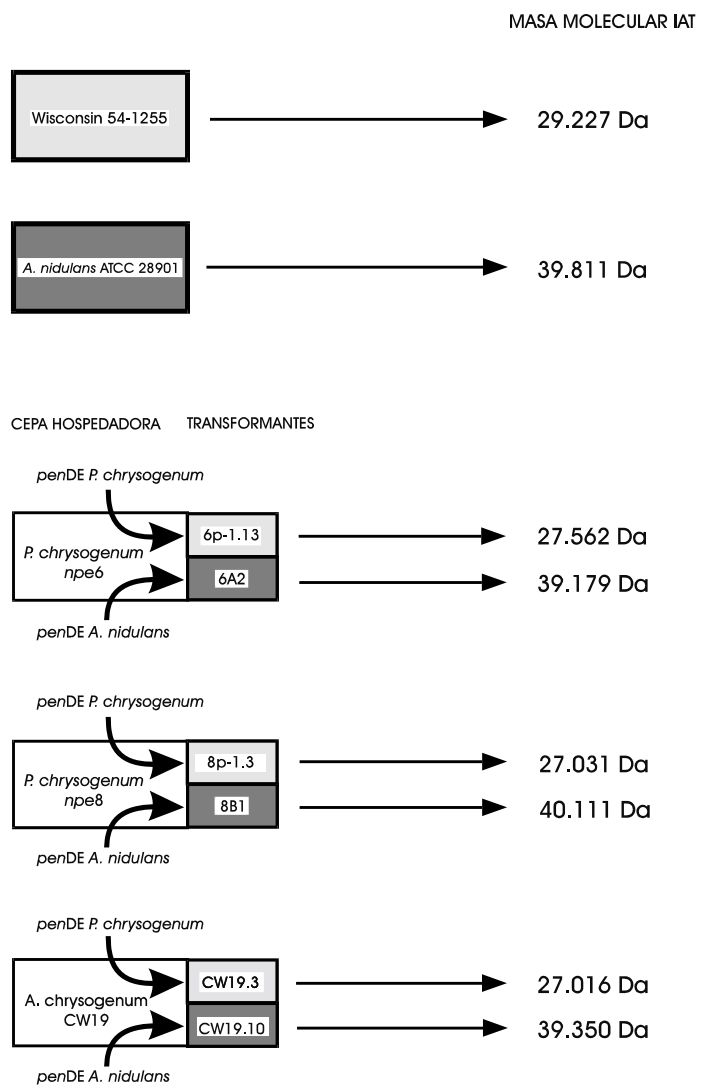 MASA MOLECULAR IAT
Wisconsin 54-1255
29.227 Da
A. nidulans ATCC 28901
39.811 Da
CEPA HOSPEDADORA TRANSFORMANTES
penDE P. chrysogenum
P. chrysogenum
npe6
6p-1.13
27.562 Da
6A2
39.179 Da
penDE A. nidulans
penDE P. chrysogenum
P. chrysogenum
npe8
8p-1.3
27.031 Da
8B1
40.111 Da
penDE A. nidulans
penDE P. chrysogenum
A. chrysogenum
CW19
CW19.3
27.016 Da
CW19.10
39.350 Da
penDE A. nidulans